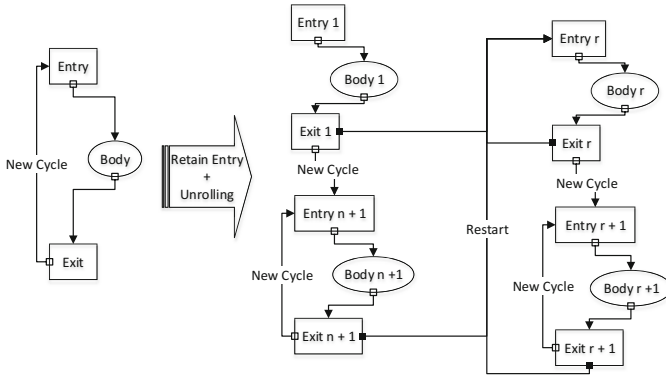 Entry
Body
New Cycle
Exit
Retain Entry
+
Unrolling
Entry 1
Body 1
Exit 1
New Cycle
Entry n + 1
New Cycle
Body n +1
Exit n + 1
Restart
Entry r
Body r
Exit r
New Cycle
Entry r + 1
New Cycle
Body r +1
Exit r + 1